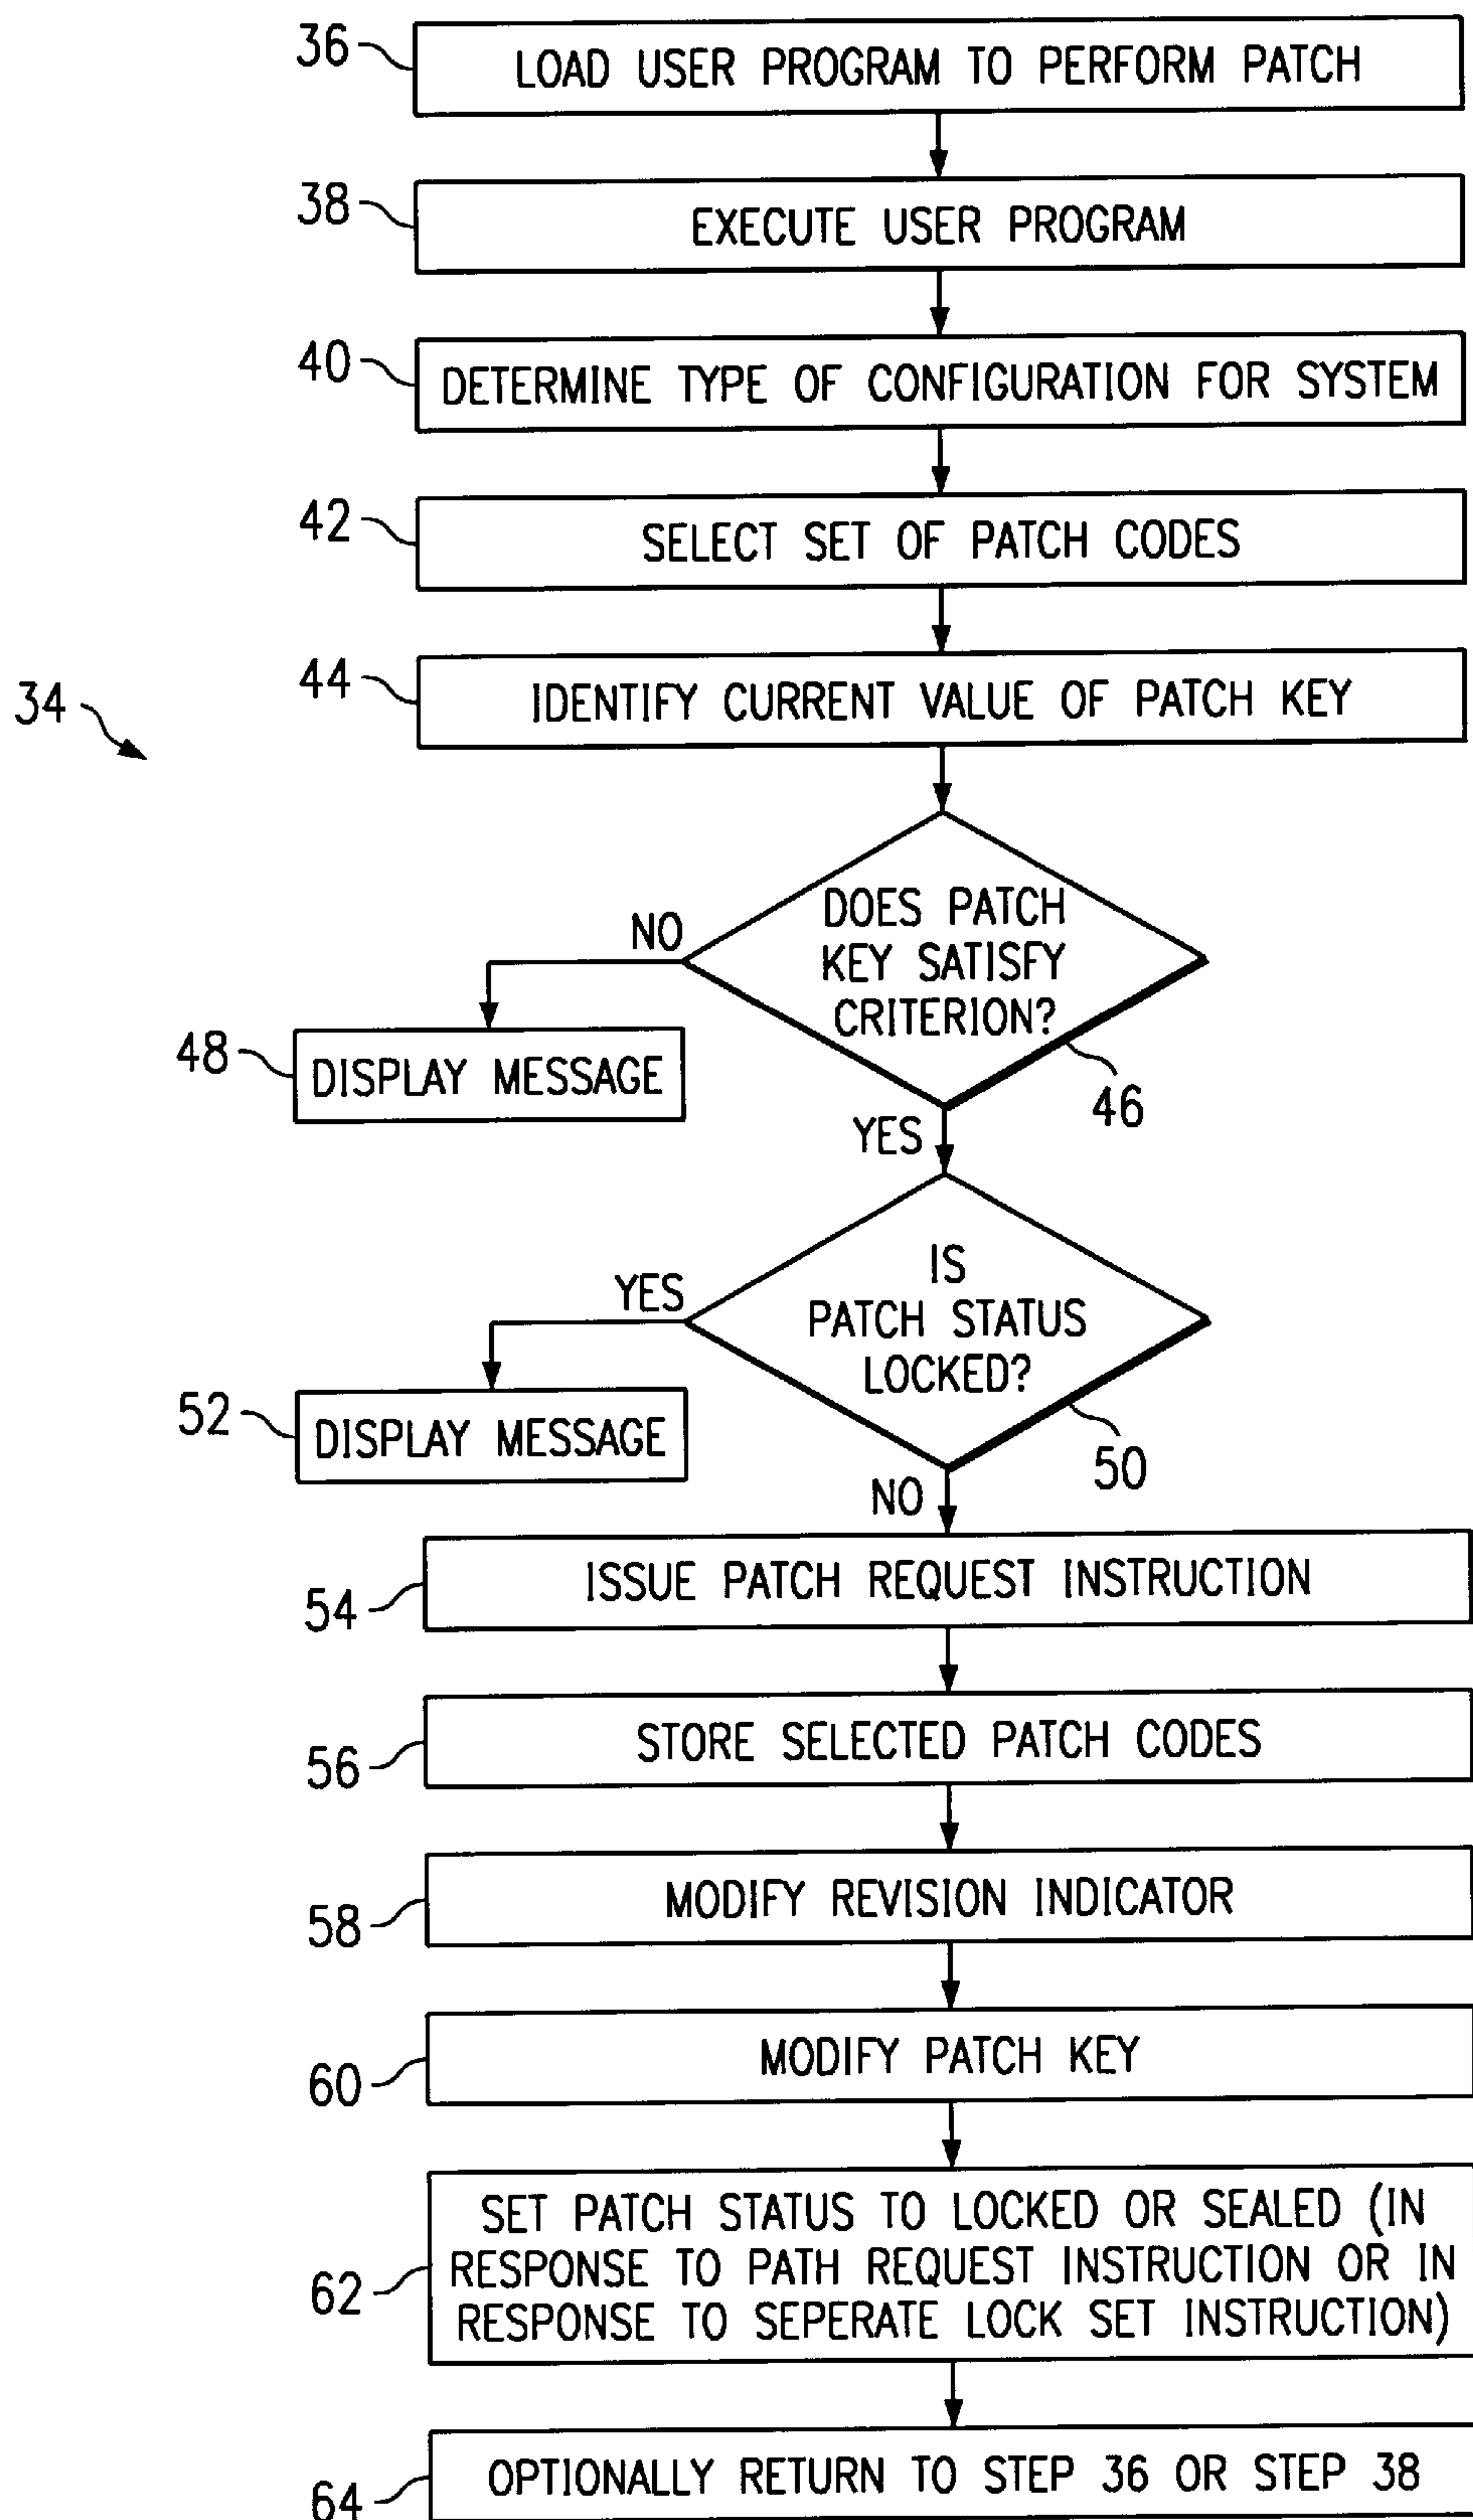 36
LOAD USER PROGRAM TO PERFORM PATCH
38
EXECUTE USER PROGRAM
40
DETERMINE TYPE OF CONFIGURATION FOR SYSTEM
42
SELECT SET OF PATCH CODES
44
IDENTIFY CURRENT VALUE OF PATCH KEY
34
DOES PATCH
KEY SATISFY
CRITERION?
NO
48
DISPLAY MESSAGE
46
YES
IS
PATCH STATUS
LOCKED?
YES
52
DISPLAY MESSAGE
50
NO
54
ISSUE PATCH REQUEST INSTRUCTION
56
STORE SELECTED PATCH CODES
58
MODIFY REVISION INDICATOR
60
MODIFY PATCH KEY
62
SET PATCH STATUS TO LOCKED OR SEALED (IN
RESPONSE TO PATH REQUEST INSTRUCTION OR IN
RESPONSE TO SEPERATE LOCK SET INSTRUCTION)
64
OPTIONALLY RETURN TO STEP 36 OR STEP 38